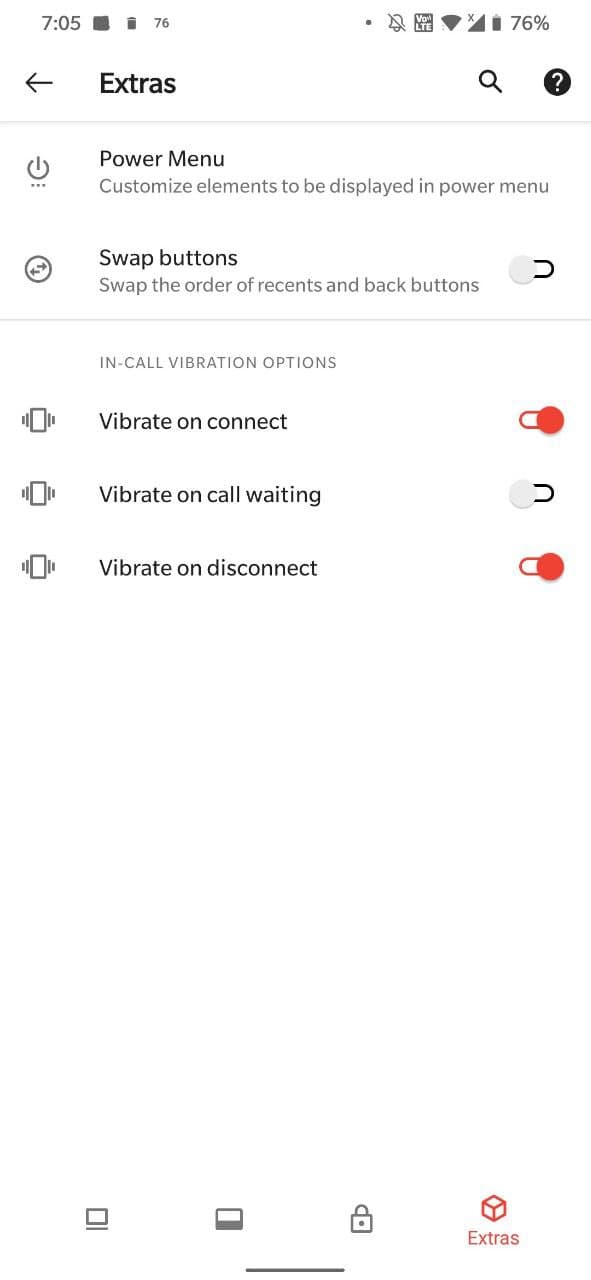 7:05 76 Vo)) LTE X 76%
Extras
Power Menu
Customize elements to be displayed in power menu
Swap buttons
Swap the order of recents and back buttons
IN-CALL VIBRATION OPTIONS
Vibrate on connect
Vibrate on call waiting
Vibrate on disconnect
Extras